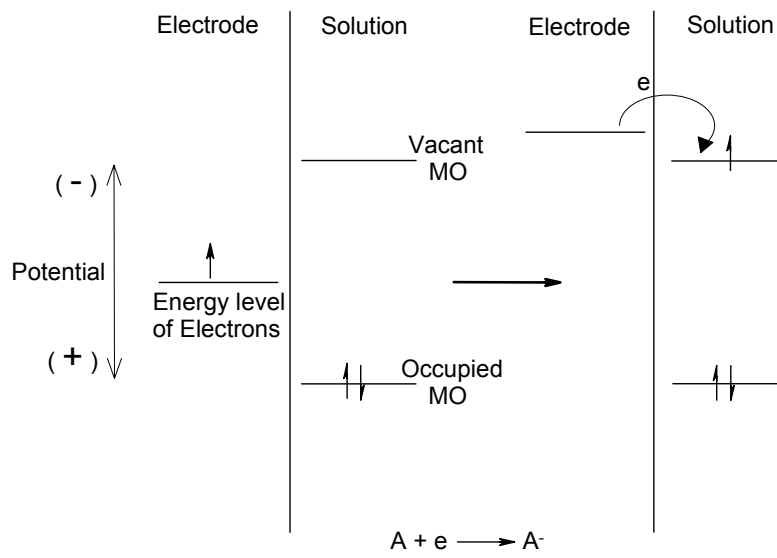 Electrode
Solution
Electrode
Solution
e
Vacant
MO
(-)
Potential
Energy level
of Electrons
(+)
Occupied
MO
A + e ⟶ A-